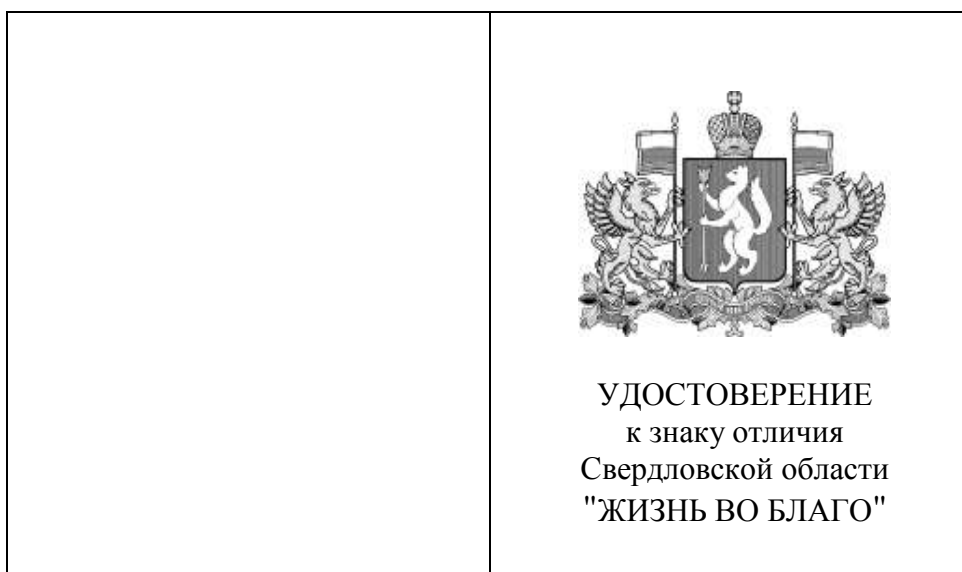 УДОСТОВЕРЕНИЕ
к знаку отличия
Свердловской области
"ЖИЗНЬ ВО БЛАГО"